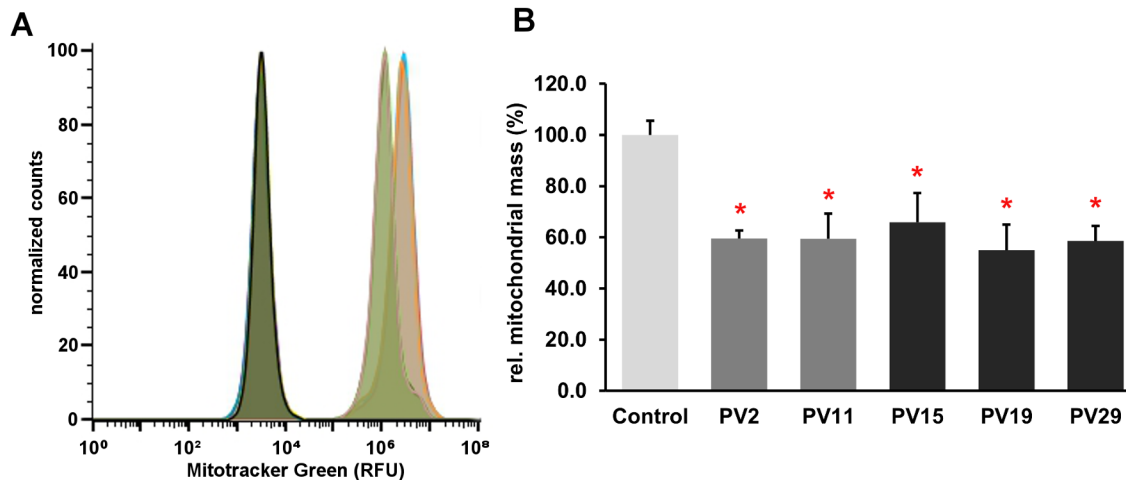 A
100
80
60
40
20
0
normalized counts
10⁰ 10² 10⁴ 10⁶ 10⁸
Mitotracker Green (RFU)
B
120.0
100.0
80.0
60.0
40.0
20.0
0.0
rel. mitochondrial mass (%)
* * * * *
Control PV2 PV11 PV15 PV19 PV29